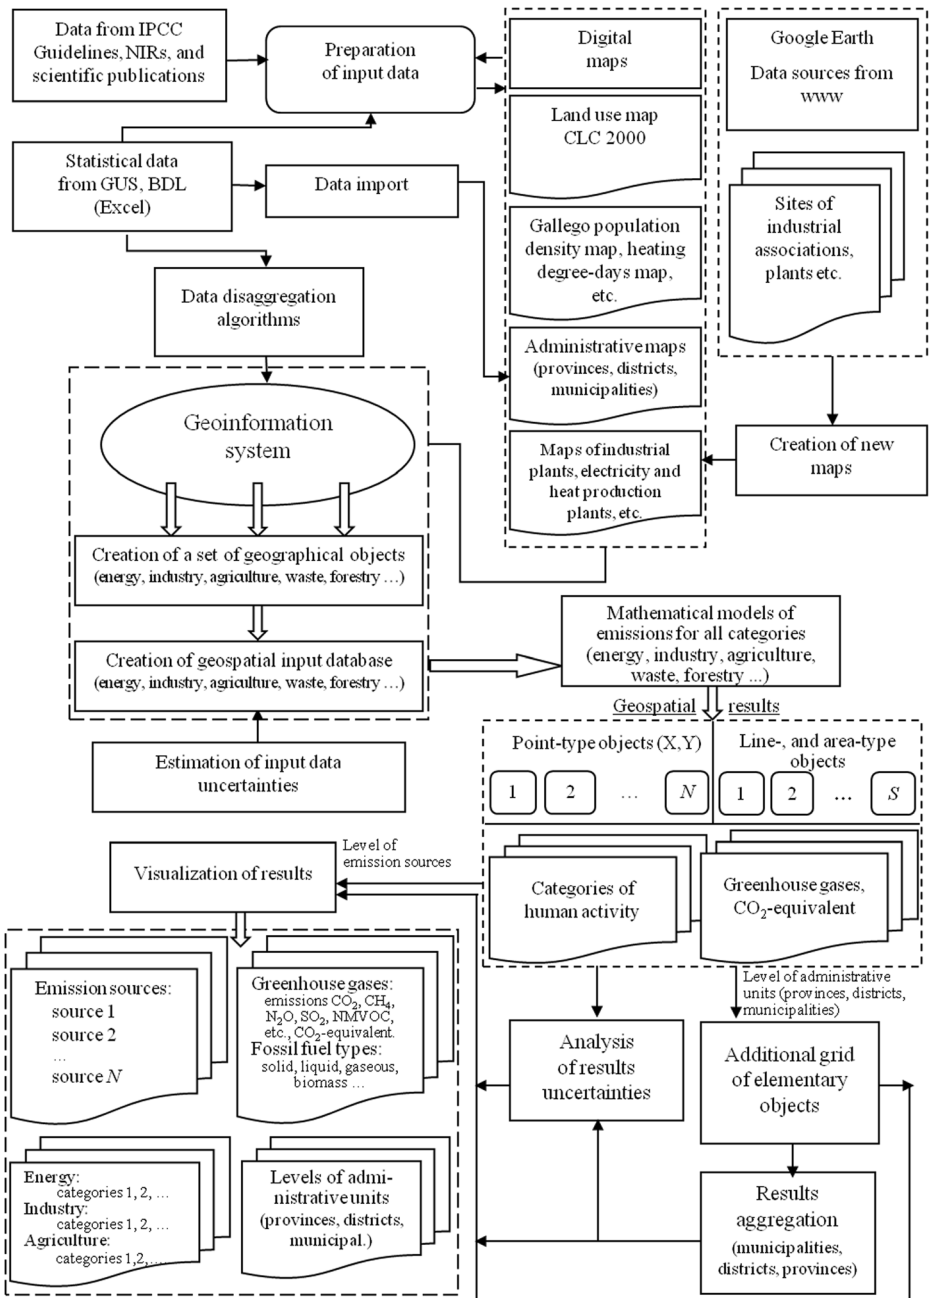 Data from IPCC
Guidelines, NIRs, and
scientific publications
Preparation
of input data
Digital
maps
Google Earth
Data sources from
www
Land use map
CLC 2000
Statistical data
from GUS, BDL
(Excel)
Data import
Sites of
industrial
associations,
plants etc.
Gallego population
density map, heating
degree-days map,
etc.
Data disaggregation
algorithms
Administrative maps
(provinces, districts,
municipalities)
Geoinformation
system
Creation of new
maps
Maps of industrial
plants, electricity and
heat production
plants, etc.
Creation of a set of geographical objects
(energy, industry, agriculture, waste, forestry ...)
Mathematical models of
emissions for all categories
(energy, industry, agriculture,
waste, forestry ...)
Creation of geospatial input database
(energy, industry, agriculture, waste, forestry ...)
Geospatial results
Estimation of input data
uncertainties
Point-type objects (X,Y)
1 2 ... N
Line-, and area-type
objects
1 2 ... S
Level of
emission sources
Visualization of results
Categories of
human activity
Greenhouse gases,
CO₂-equivalent
Level of administrative
units (provinces, districts,
municipalities)
Emission sources:
source 1
source 2
...
source N
Greenhouse gases:
emissions CO₂, CH₄,
N₂O, SO₂, NMVOC,
etc., CO₂-equivalent.
Fossil fuel types:
solid, liquid, gaseous,
biomass ...
Analysis
of results
uncertainties
Additional grid
of elementary
objects
Energy:
categories 1, 2, ...
Industry:
categories 1, 2, ...
Agriculture:
categories 1,2,.....
Levels of admi-
nistrative units
(provinces, districts,
municipal.)
Results
aggregation
(municipalities,
districts, provinces)